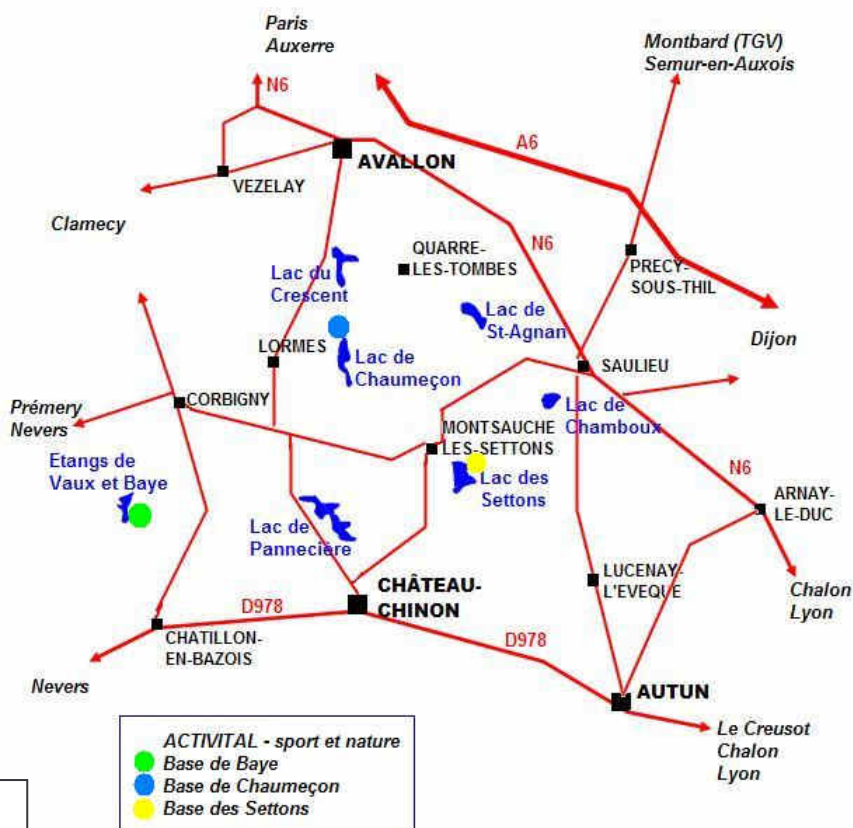 Paris
Auxerre
Montbard (TGV)
Semur-en-Auxois
N6
A6
AVALLON
VEZELAY
Clamecy
QUARRE-
LES-TOMBES
N6
PRECY-
SOUS-THIL
Lac du
Crescent
Lac de
St-Agnan
Dijon
LORMES
Lac de
Chaumeçon
SAULIEU
CORBIGNY
Prémery
Nevers
MONTSAUCHE
LES-SETTONS
Lac de
Chamboux
Etangs de
Vaux et Baye
Lac des
Settons
N6
ARNAY-
LE-DUC
Lac de
Pannecière
LUCENAY-
L'EVEQUE
CHÂTEAU-
CHINON
Chalon
Lyon
D978
CHATILLON-
EN-BAZOIS
D978
Nevers
AUTUN
Le Creusot
Chalon
Lyon
ACTIVITAL - sport et nature
Base de Baye
Base de Chaumeçon
Base des Settons